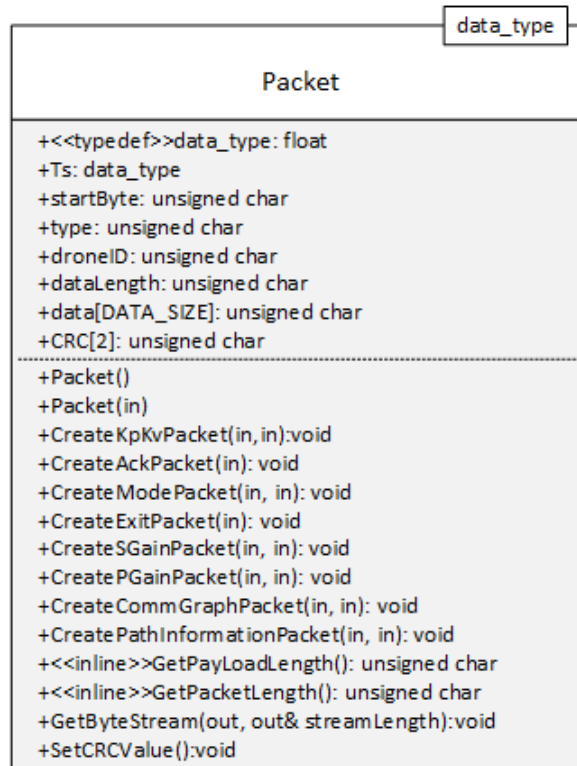 data_type
Packet
+<<typedef>>data_type: float
+Ts: data_type
+startByte: unsigned char
+type: unsigned char
+droneID: unsigned char
+dataLength: unsigned char
+data[DATA_SIZE]: unsigned char
+CRC[2]: unsigned char
+Packet()
+Packet(in)
+CreateKpKvPacket(in,in):void
+CreateAckPacket(in): void
+CreateModePacket(in, in): void
+CreateExitPacket(in): void
+CreateSGainPacket(in, in): void
+CreatePGainPacket(in, in): void
+CreateCommGraphPacket(in, in): void
+CreatePathInformationPacket(in, in): void
+<<inline>>GetPayLoadLength(): unsigned char
+<<inline>>GetPacketLength(): unsigned char
+GetByteStream(out, out& streamLength):void
+SetCRCValue():void